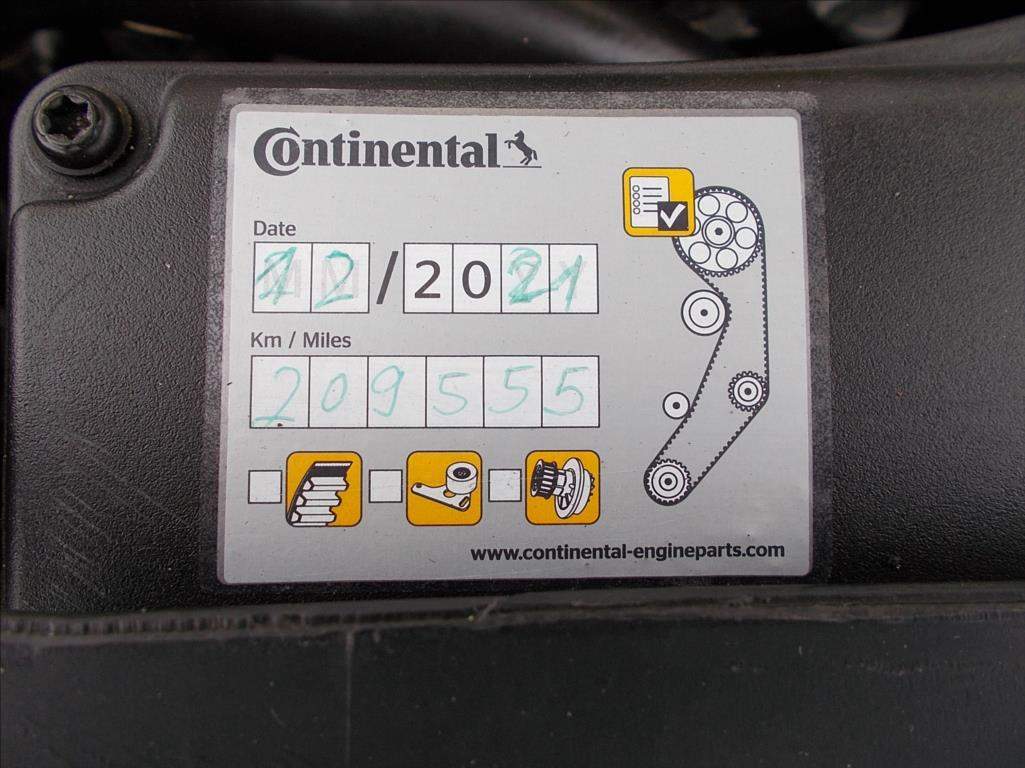 Continental
Date
12/2021
Km / Miles
209555
www.continental-engineparts.com